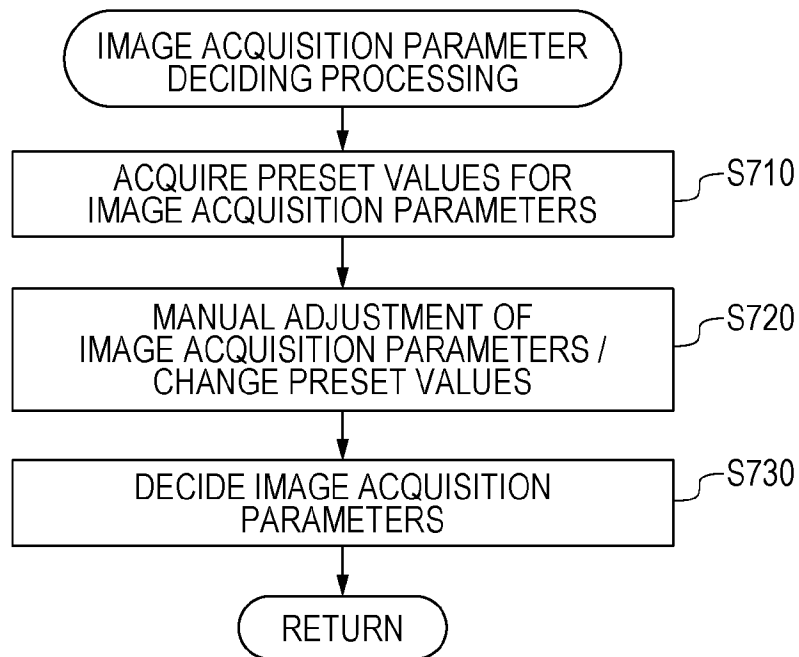 IMAGE ACQUISITION PARAMETER
DECIDING PROCESSING
ACQUIRE PRESET VALUES FOR
IMAGE ACQUISITION PARAMETERS
S710
MANUAL ADJUSTMENT OF
IMAGE ACQUISITION PARAMETERS /
CHANGE PRESET VALUES
S720
DECIDE IMAGE ACQUISITION
PARAMETERS
S730
RETURN